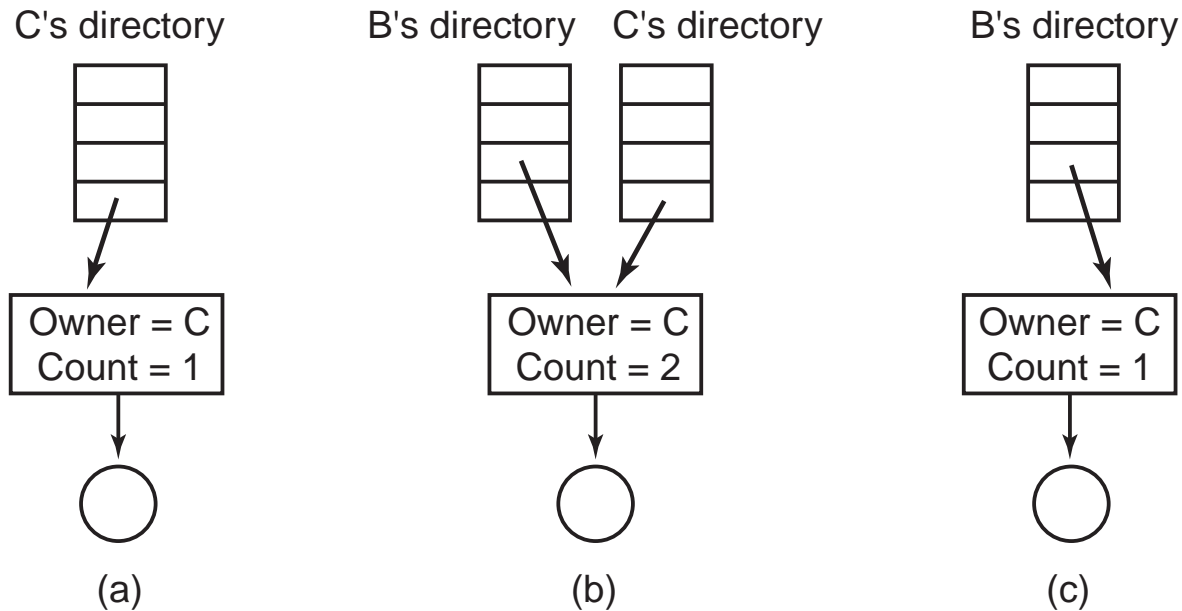 C's directory
B's directory
C's directory
B's directory
Owner = C
Count = 1
Owner = C
Count = 2
Owner = C
Count = 1
(a)
(b)
(c)